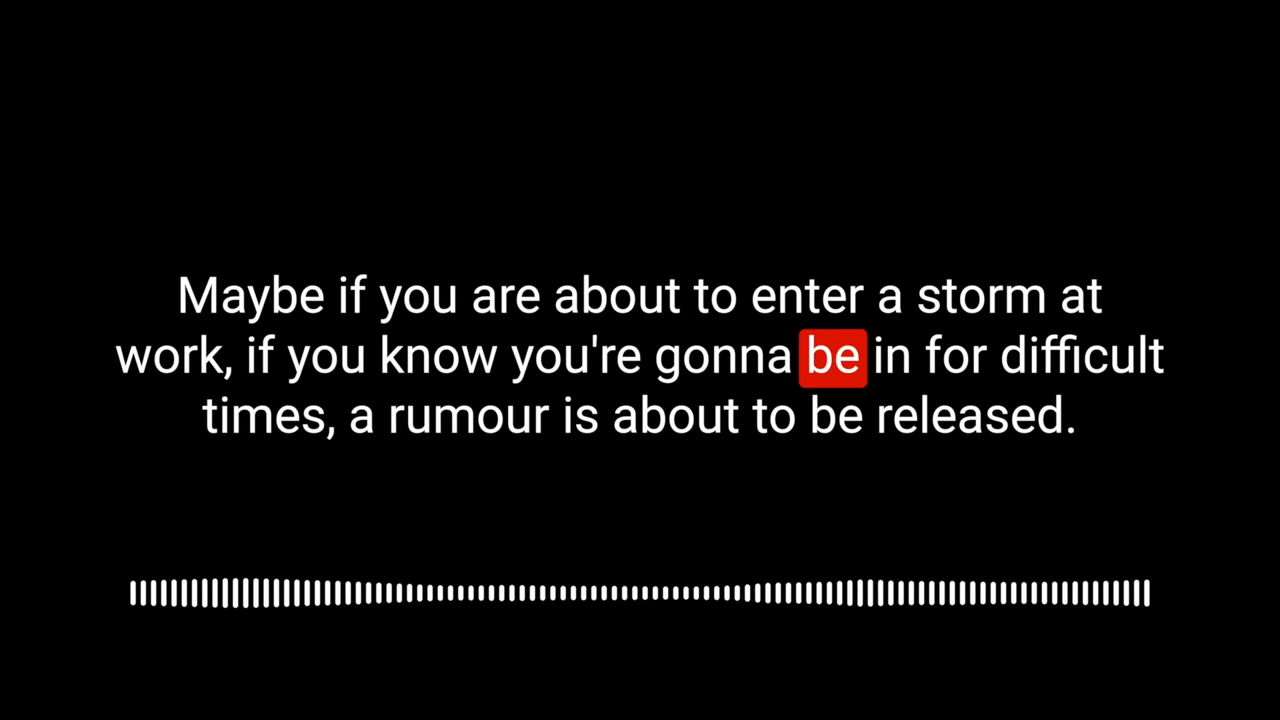 Maybe if you are about to enter a storm at
work, if you know you're gonna be in for difficult
times, a rumour is about to be released.